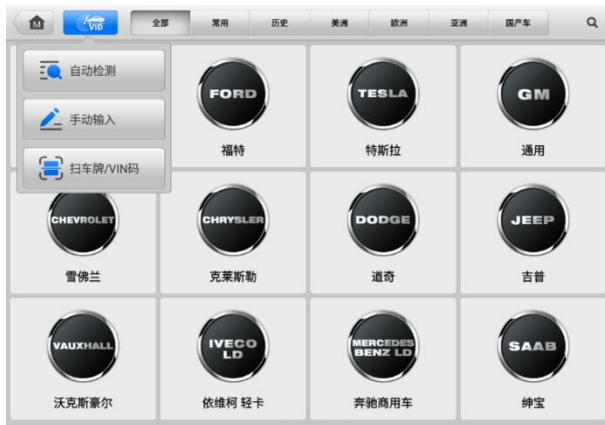 M
VID
全部
常用
历史
美洲
欧洲
亚洲
国产车
自动检测
手动输入
扫车牌/VIN码
FORD
福特
TESLA
特斯拉
GM
通用
CHEVROLET
雪佛兰
CHRYSLER
克莱斯勒
DODGE
道奇
JEEP
吉普
VAUXHALL
沃克斯豪尔
IVECO
LD
依维柯 轻卡
MERCEDES
BENZ LD
奔驰商用车
SAAB
绅宝